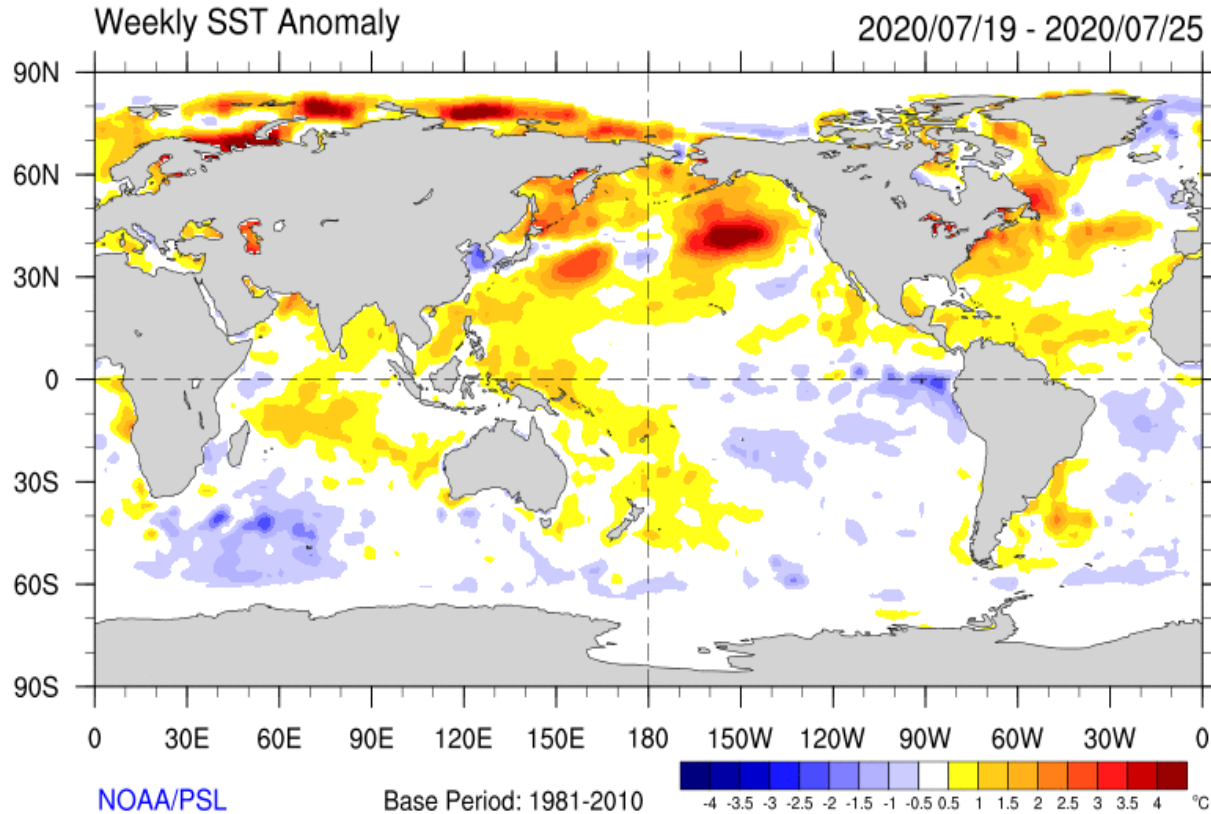 Weekly SST Anomaly 2020/07/19 - 2020/07/25
90N
60N
30N
0
30S
60S
90S
0 30E 60E 90E 120E 150E 180 150W 120W 90W 60W 30W 0
-4 -3.5 -3 -2.5 -2 -1.5 -1 -0.5 0.5 1 1.5 2 2.5 3 3.5 4 °C
NOAA/PSL Base Period: 1981-2010